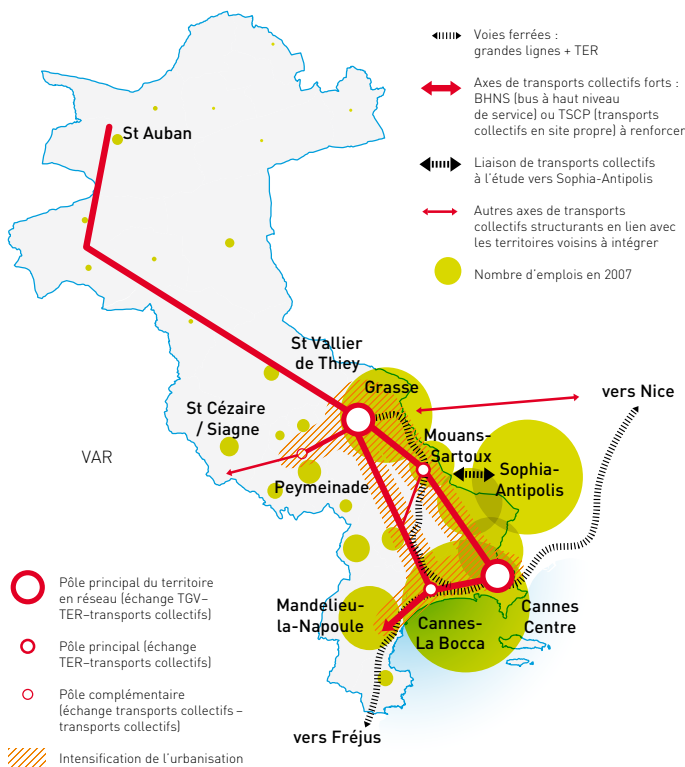 Voies ferrées :
grandes lignes + TER
Axes de transports collectifs forts :
BHNS (bus à haut niveau
de service) ou TSCP (transports
collectifs en site propre) à renforcer
Liaison de transports collectifs
à l'étude vers Sophia-Antipolis
Autres axes de transports
collectifs structurants en lien avec
les territoires voisins à intégrer
Nombre d'emplois en 2007
St Auban
St Vallier
de Thiey
Grasse
vers Nice
St Cézaire
/ Siagne
Mouans-
Sartoux
VAR
Sophia-
Antipolis
Peymeinade
Mandelieu-
la-Napoule
Cannes-
La Bocca
Cannes
Centre
vers Fréjus
Pôle principal du territoire
en réseau (échange TGV–
TER–transports collectifs)
Pôle principal (échange
TER–transports collectifs)
Pôle complémentaire
(échange transports collectifs –
transports collectifs)
Intensification de l'urbanisation